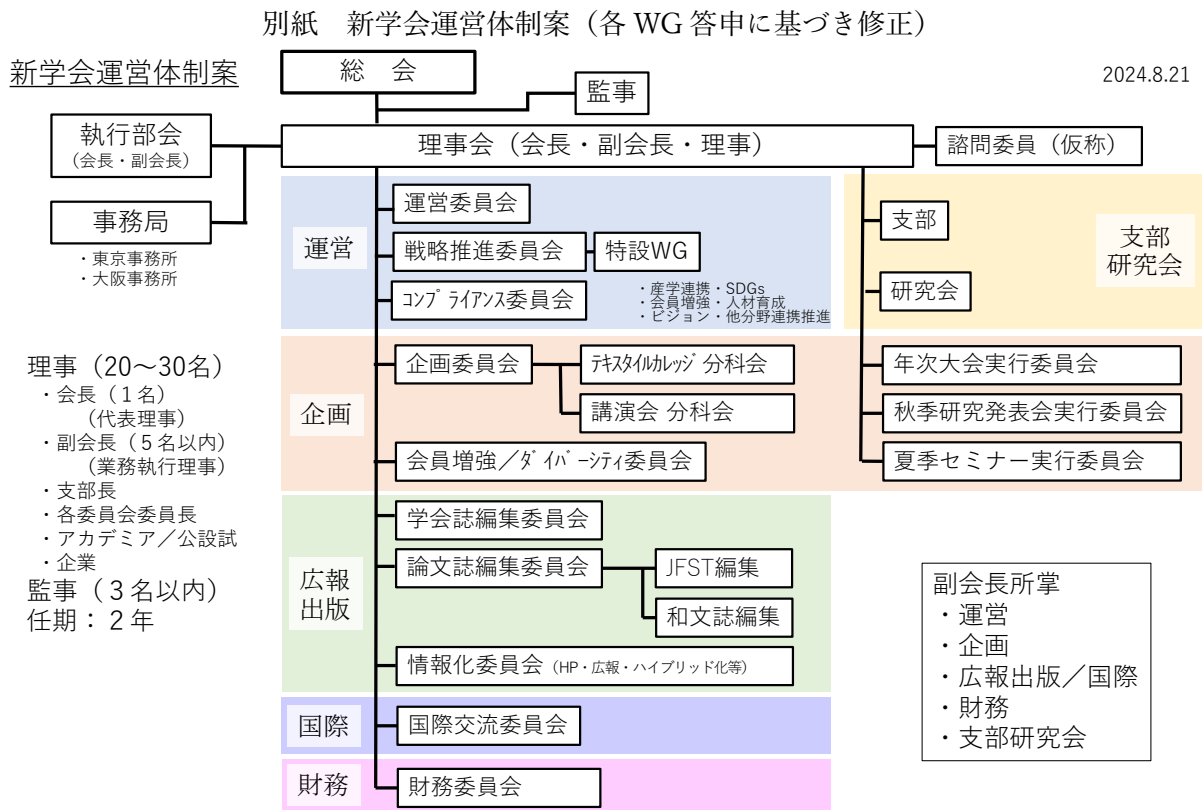 別紙　新学会運営体制案（各 WG 答申に基づき修正）
新学会運営体制案
2024.8.21
総　会
監事
執行部会
（会長・副会長）
理事会（会長・副会長・理事）
諮問委員（仮称）
事務局
・東京事務所
・大阪事務所
運営
運営委員会
戦略推進委員会
特設WG
ｺﾝﾌﾟﾗｲｱﾝｽ委員会
・産学連携・SDGs
・会員増強・人材育成
・ビジョン・他分野連携推進
支部
研究会
支部
研究会
企画
企画委員会
ﾃｷｽﾀｲﾙｶﾚｯｼﾞ 分科会
講演会 分科会
会員増強／ﾀﾞｲﾊﾞｰｼﾃｨ委員会
年次大会実行委員会
秋季研究発表会実行委員会
夏季セミナー実行委員会
広報
出版
学会誌編集委員会
論文誌編集委員会
JFST編集
和文誌編集
情報化委員会（HP・広報・ハイブリッド化等）
国際
国際交流委員会
財務
財務委員会
理事（20～30名）
・会長（１名）
（代表理事）
・副会長（５名以内）
（業務執行理事）
・支部長
・各委員会委員長
・アカデミア／公設試
・企業
監事（３名以内）
任期：２年
副会長所掌
・運営
・企画
・広報出版／国際
・財務
・支部研究会